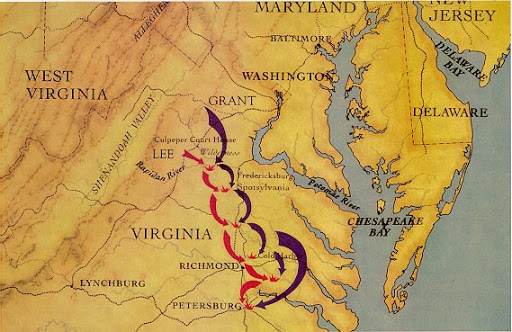 MARYLAND
NEW
JERSEY
ALLEGHENY
BALTIMORE
DELAWARE
BAY
WEST
VIRGINIA
WASHINGTON
GRANT
DELAWARE
SHENANDOAH VALLEY
Culpeper Court House
LEE
Wilderness
Rapidan River
Fredericksburg
Spotsylvania
Potomac River
CHESAPEAKE
BAY
VIRGINIA
Cold Harbor
RICHMOND
LYNCHBURG
PETERSBURG